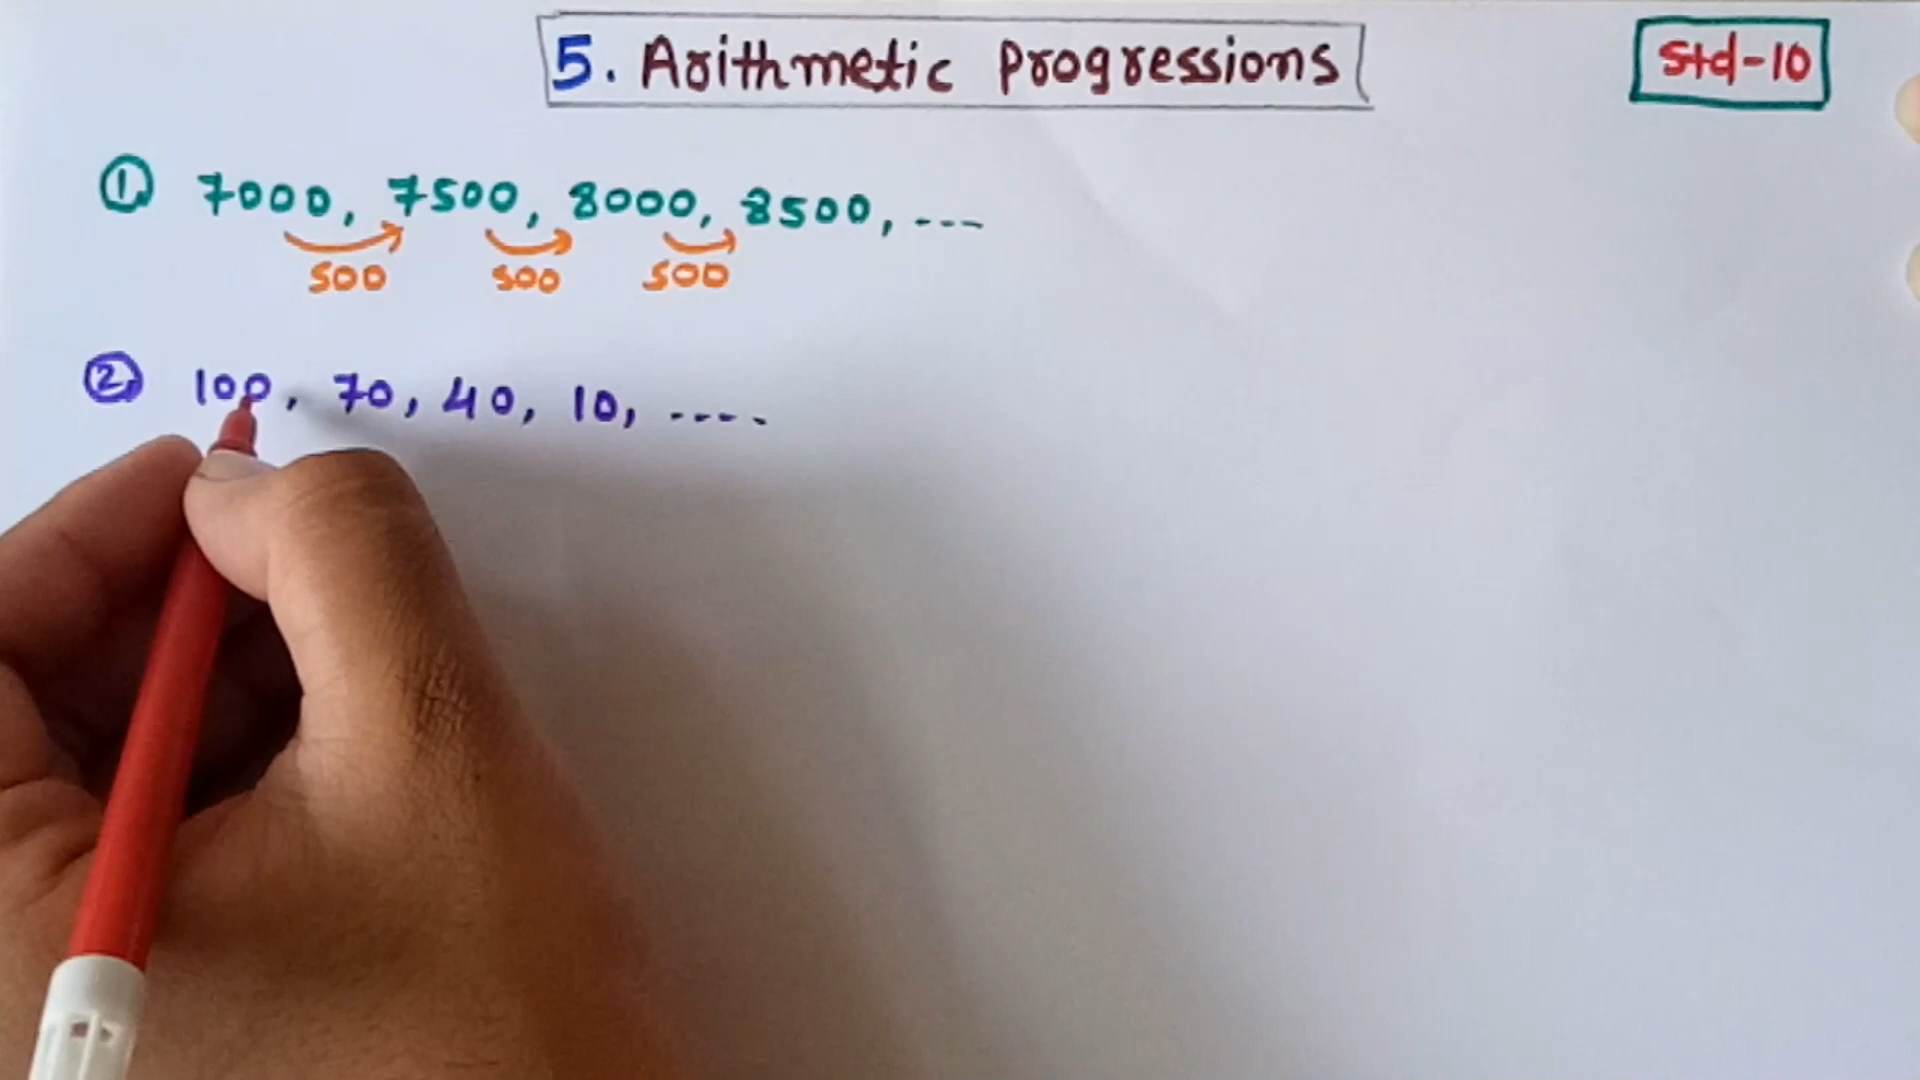 5. Arithmetic Progressions
Std-10
① 7000, 7500, 8000, 8500, ---
500 500 500
② 100, 70, 40, 10, ----